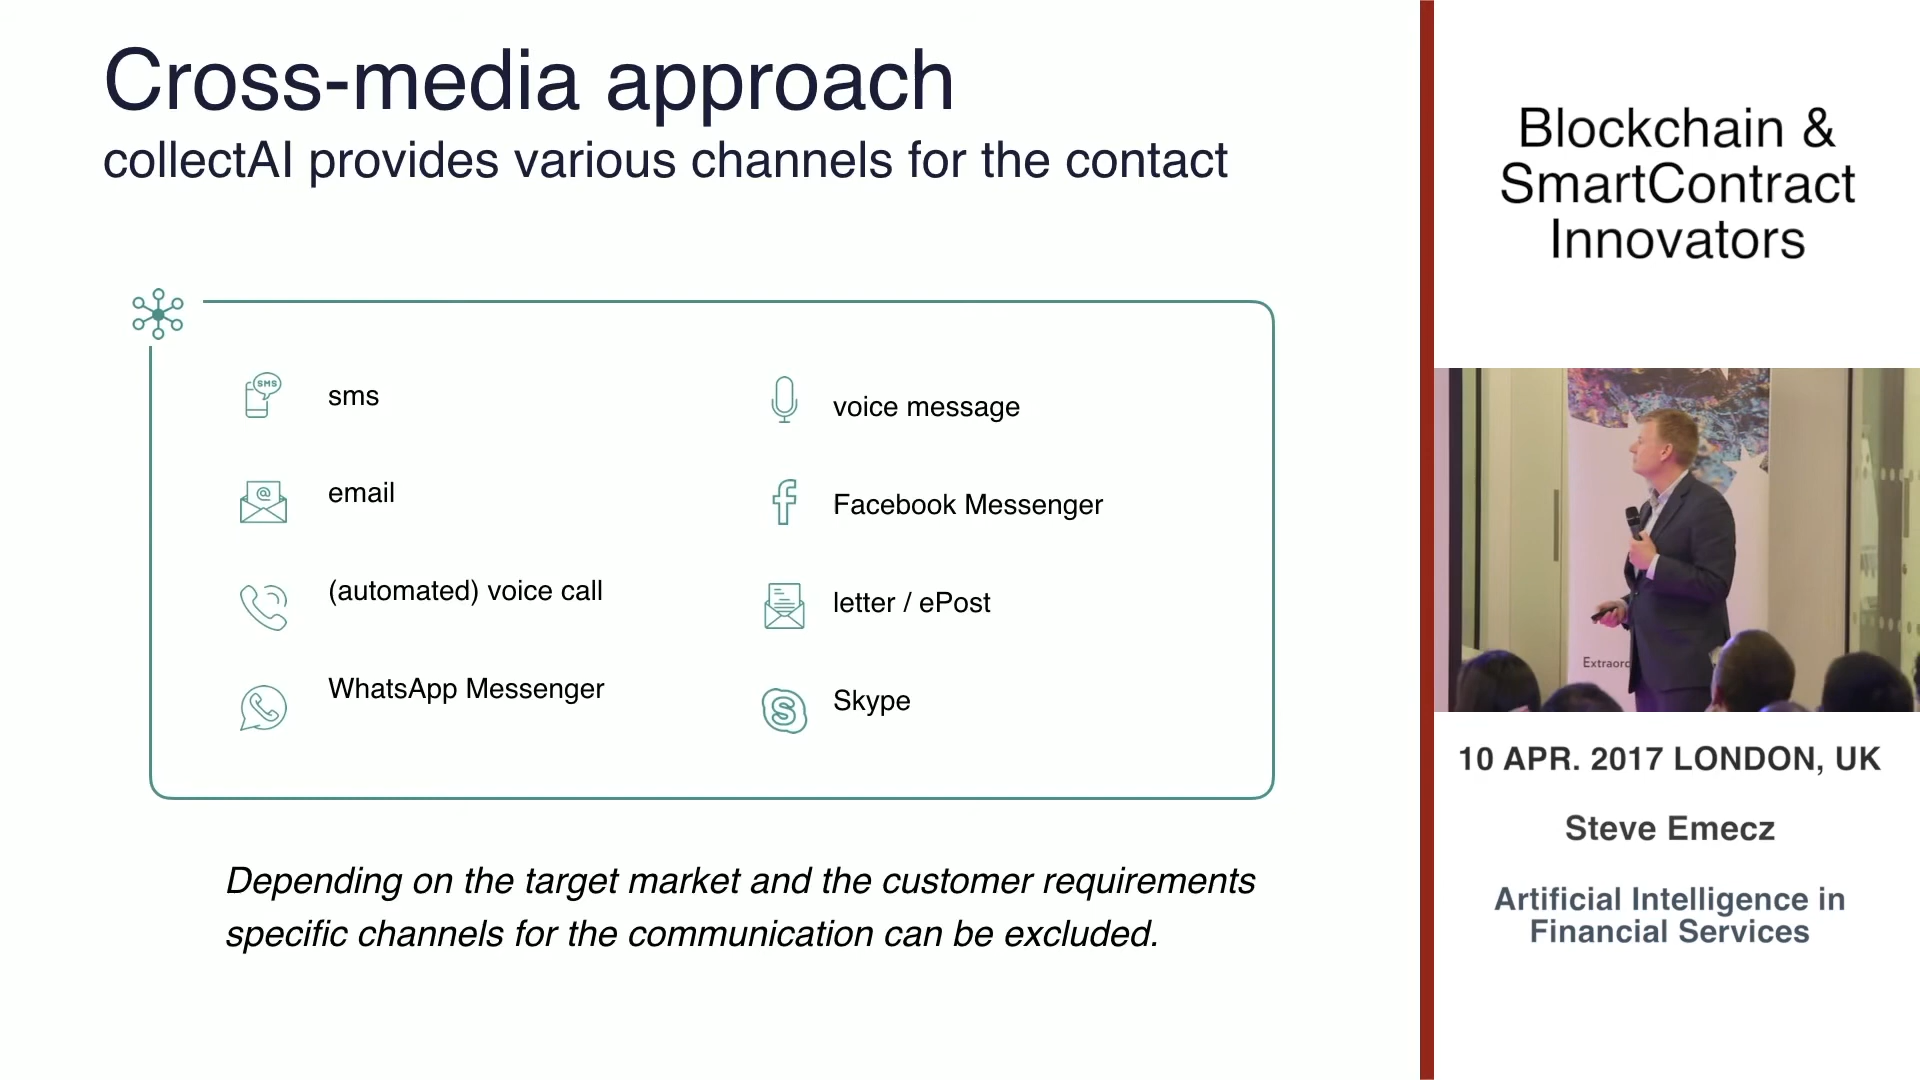 Cross-media approach
collectAI provides various channels for the contact
SMS
sms
@
email
(automated) voice call
WhatsApp Messenger
voice message
Facebook Messenger
letter / ePost
S
Skype
Depending on the target market and the customer requirements
specific channels for the communication can be excluded.
Blockchain &
SmartContract
Innovators
Extraord
10 APR. 2017 LONDON, UK
Steve Emecz
Artificial Intelligence in
Financial Services